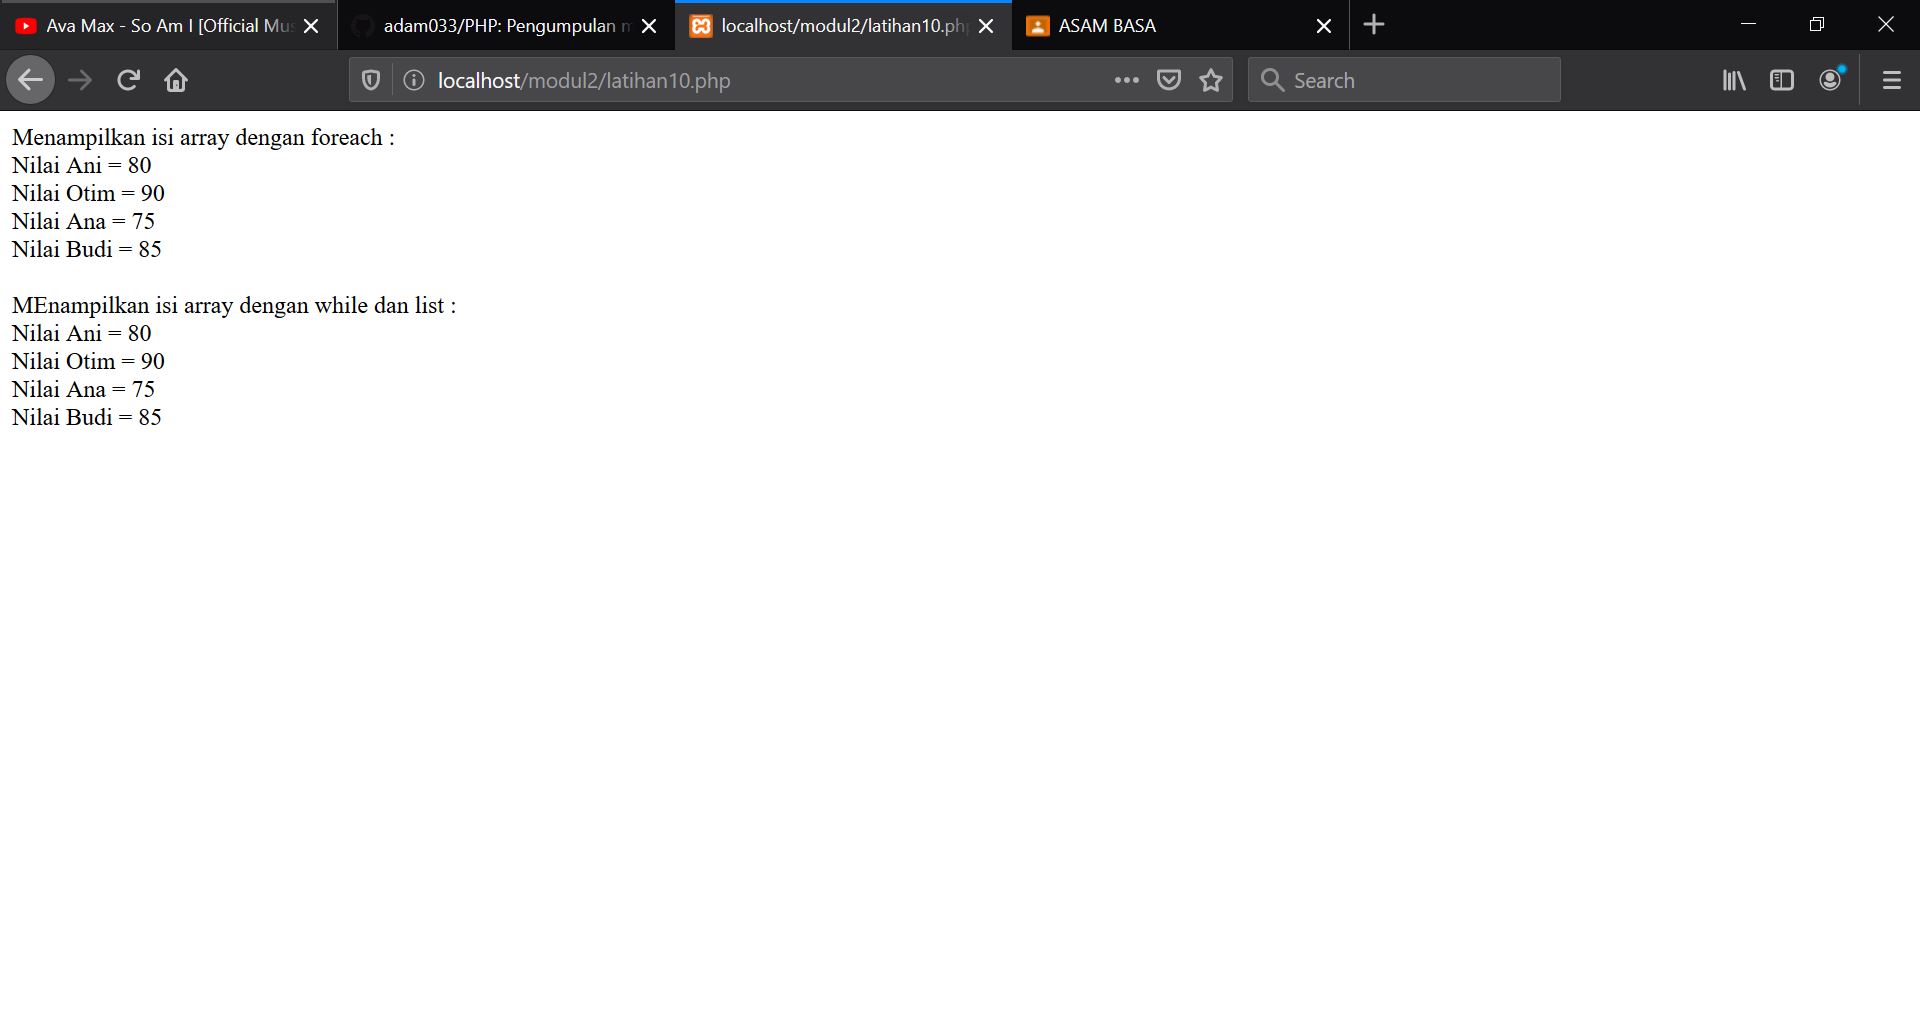 Ava Max - So Am I [Official Mus
adam033/PHP: Pengumpulan m
localhost/modul2/latihan10.ph
ASAM BASA
localhost/modul2/latihan10.php
Search
Menampilkan isi array dengan foreach :
Nilai Ani = 80
Nilai Otim = 90
Nilai Ana = 75
Nilai Budi = 85
MEnampilkan isi array dengan while dan list :
Nilai Ani = 80
Nilai Otim = 90
Nilai Ana = 75
Nilai Budi = 85